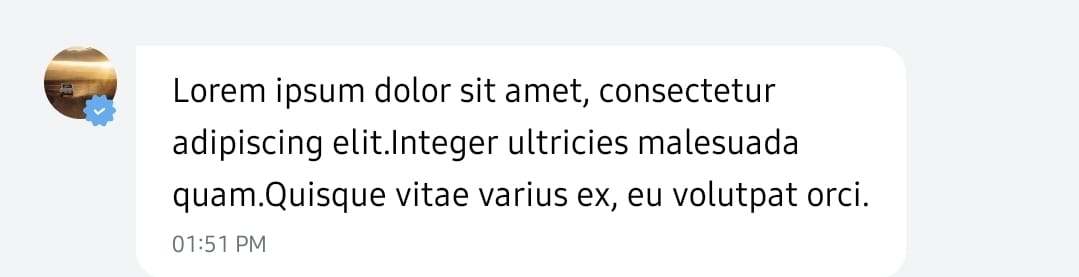 Lorem ipsum dolor sit amet, consectetur
adipiscing elit.Integer ultricies malesuada
quam.Quisque vitae varius ex, eu volutpat orci.
01:51 PM